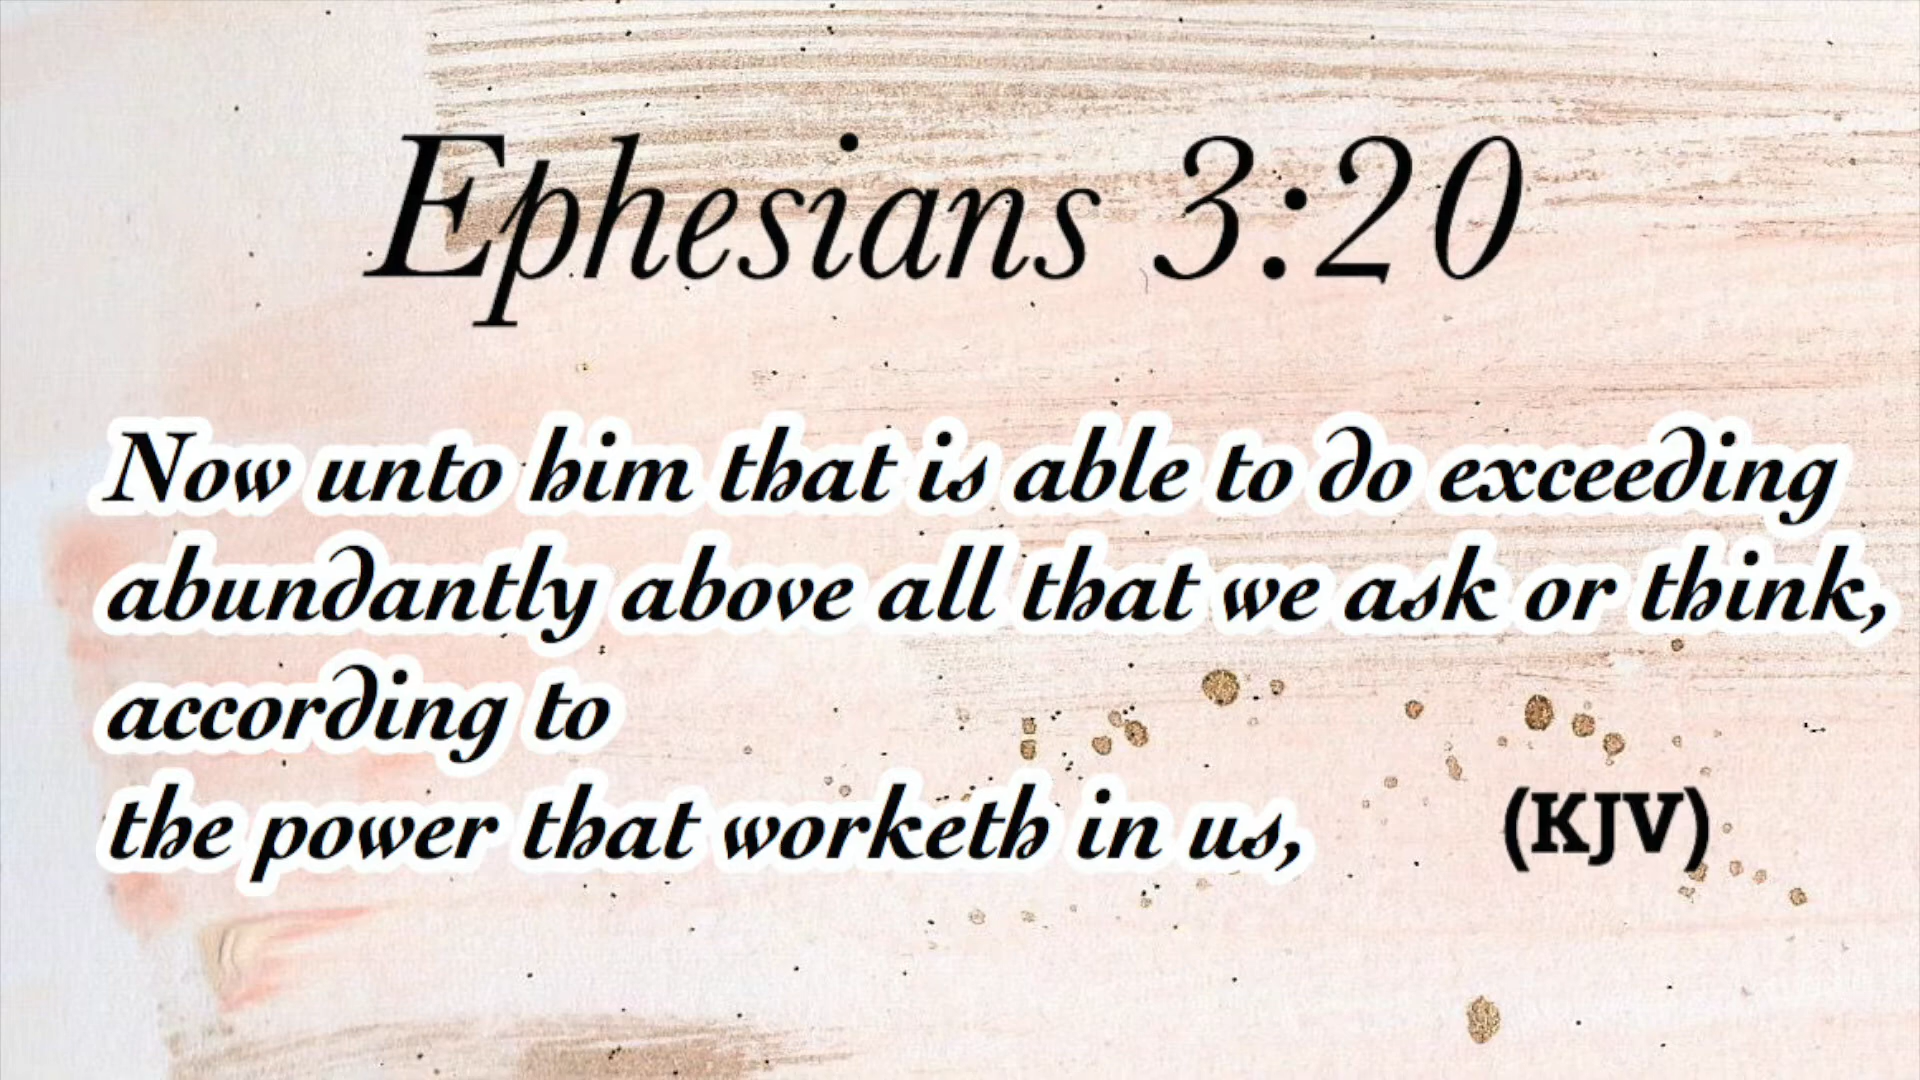 Ephesians 3:20
Now unto him that is able to do exceeding
abundantly above all that we ask or think,
according to
the power that worketh in us, (KJV)